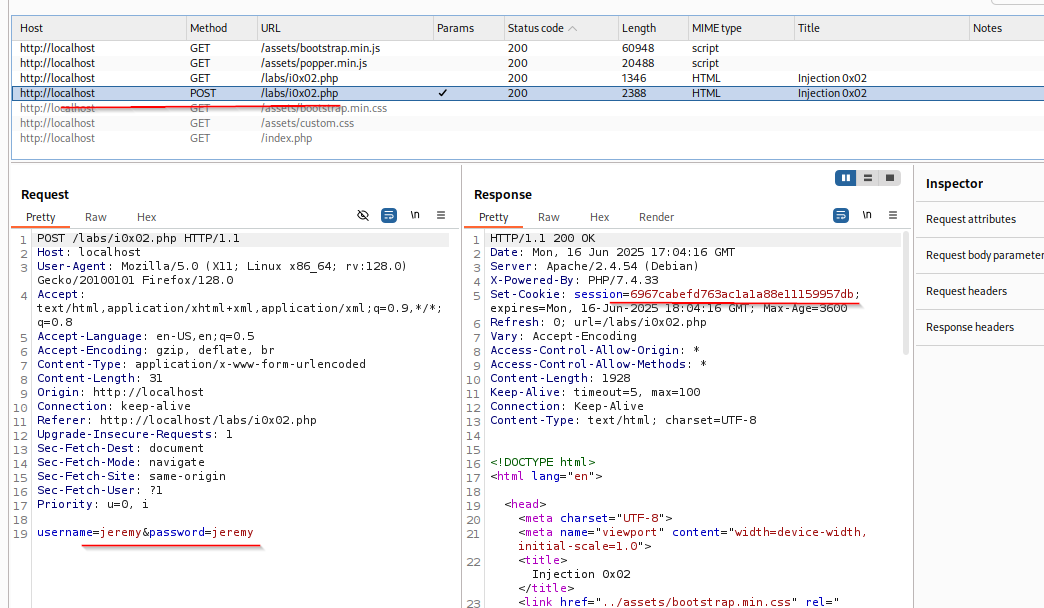 Host Method URL Params Status code Length MIME type Title Notes
http://localhost GET /assets/bootstrap.min.js 200 60948 script
http://localhost GET /assets/popper.min.js 200 20488 script
http://localhost GET /labs/i0x02.php 200 1346 HTML Injection 0x02
http://localhost POST /labs/i0x02.php ✓ 200 2388 HTML Injection 0x02
http://localhost GET /assets/bootstrap.min.css
http://localhost GET /assets/custom.css
http://localhost GET /index.php
Request
Pretty Raw Hex \n
1 POST /labs/i0x02.php HTTP/1.1
2 Host: localhost
3 User-Agent: Mozilla/5.0 (X11; Linux x86_64; rv:128.0)
Gecko/20100101 Firefox/128.0
4 Accept:
text/html,application/xhtml+xml,application/xml;q=0.9,*/*;
q=0.8
5 Accept-Language: en-US,en;q=0.5
6 Accept-Encoding: gzip, deflate, br
7 Content-Type: application/x-www-form-urlencoded
8 Content-Length: 31
9 Origin: http://localhost
10 Connection: keep-alive
11 Referer: http://localhost/labs/i0x02.php
12 Upgrade-Insecure-Requests: 1
13 Sec-Fetch-Dest: document
14 Sec-Fetch-Mode: navigate
15 Sec-Fetch-Site: same-origin
16 Sec-Fetch-User: ?1
17 Priority: u=0, i
18
19 username=jeremy&password=jeremy
Response
Pretty Raw Hex Render \n
1 HTTP/1.1 200 OK
2 Date: Mon, 16 Jun 2025 17:04:16 GMT
3 Server: Apache/2.4.54 (Debian)
4 X-Powered-By: PHP/7.4.33
5 Set-Cookie: session=6967cabefd763ac1a1a88e11159957db;
expires=Mon, 16-Jun-2025 18:04:16 GMT; Max-Age=3600
6 Refresh: 0; url=/labs/i0x02.php
7 Vary: Accept-Encoding
8 Access-Control-Allow-Origin: *
9 Access-Control-Allow-Methods: *
10 Content-Length: 1928
11 Keep-Alive: timeout=5, max=100
12 Connection: Keep-Alive
13 Content-Type: text/html; charset=UTF-8
14
15
16 <!DOCTYPE html>
17 <html lang="en">
18
19 <head>
20 <meta charset="UTF-8">
21 <meta name="viewport" content="width=device-width,
initial-scale=1.0">
22 <title>
Injection 0x02
</title>
23 <link href="../assets/bootstrap.min.css" rel="
Inspector
Request attributes
Request body parameter
Request headers
Response headers